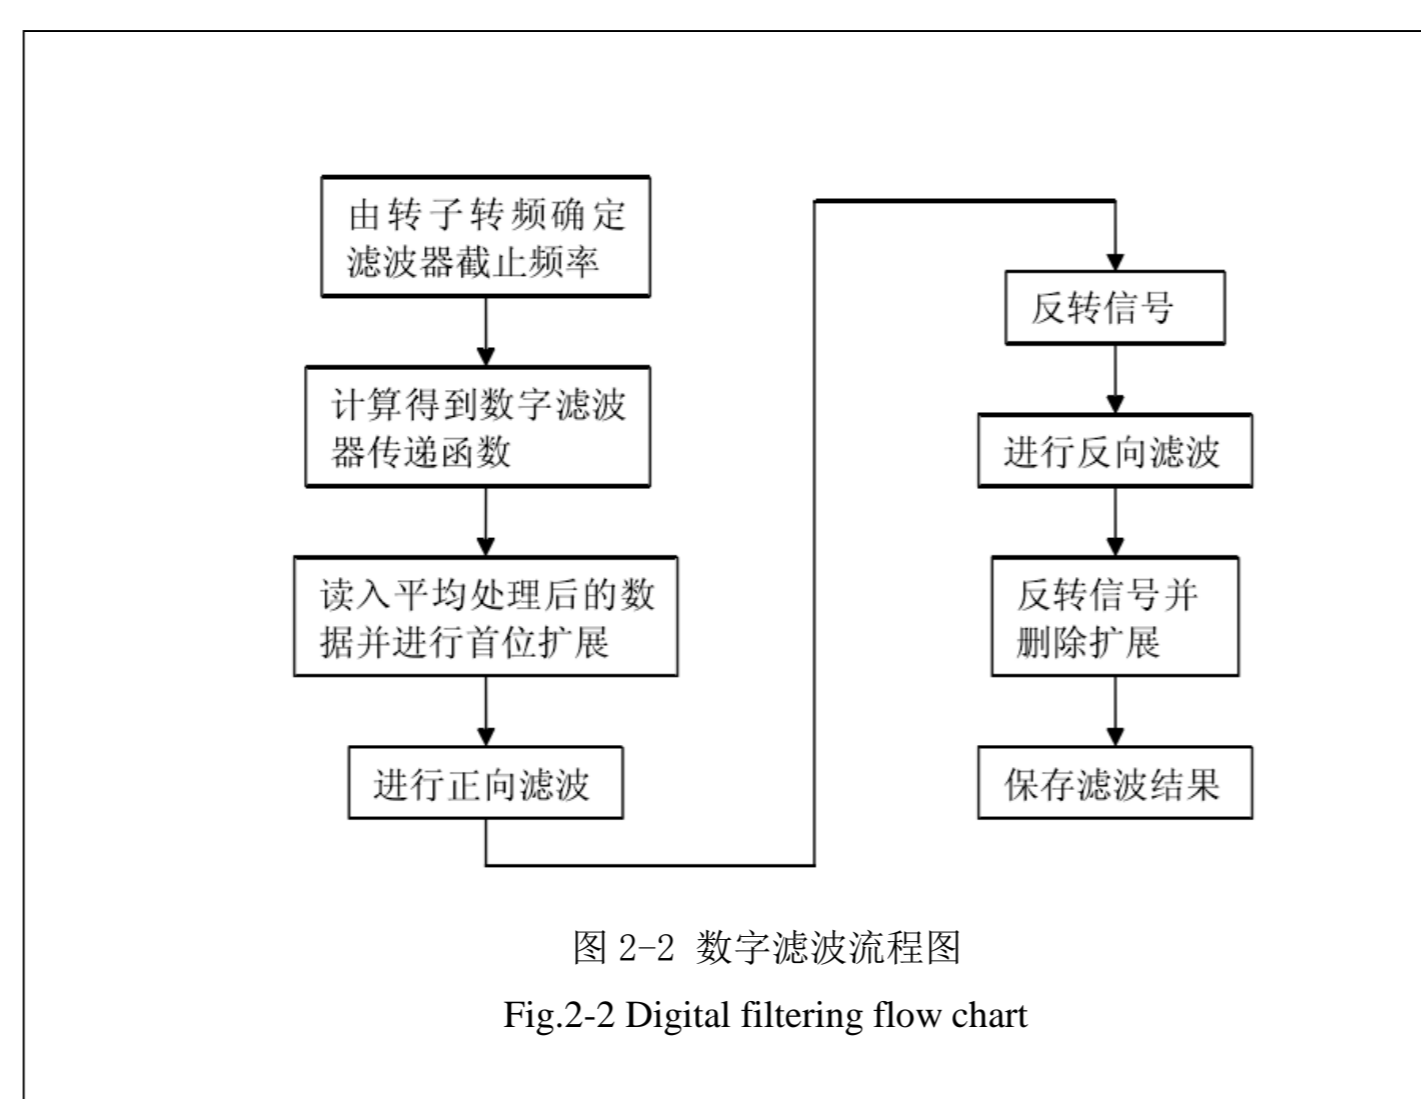 由转子转频确定
滤波器截止频率
计算得到数字滤波
器传递函数
读入平均处理后的数
据并进行首位扩展
进行正向滤波
反转信号
进行反向滤波
反转信号并
删除扩展
保存滤波结果
图 2-2 数字滤波流程图
Fig.2-2 Digital filtering flow chart